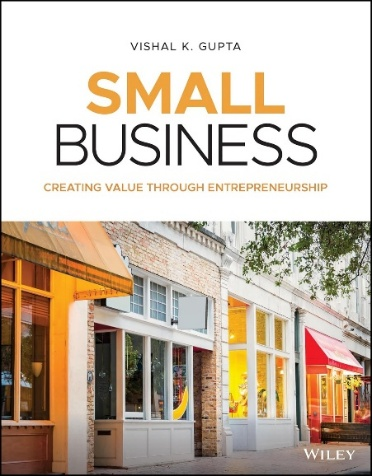 VISHAL K. GUPTA
SMALL
BUSINESS
CREATING VALUE THROUGH ENTREPRENEURSHIP
WILEY